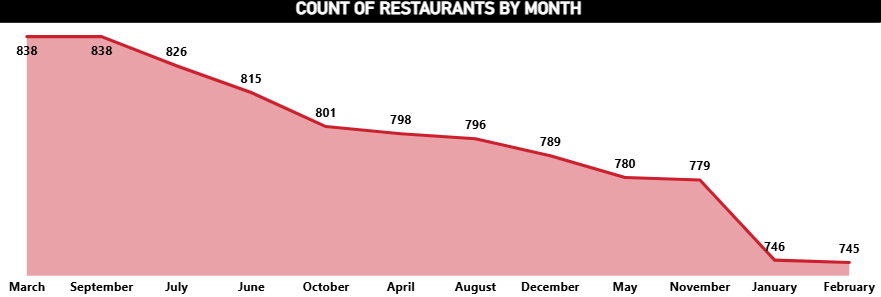 COUNT OF RESTAURANTS BY MONTH
838 838 826 815 801 798 796 789 780 779 746 745
March September July June October April August December May November January February